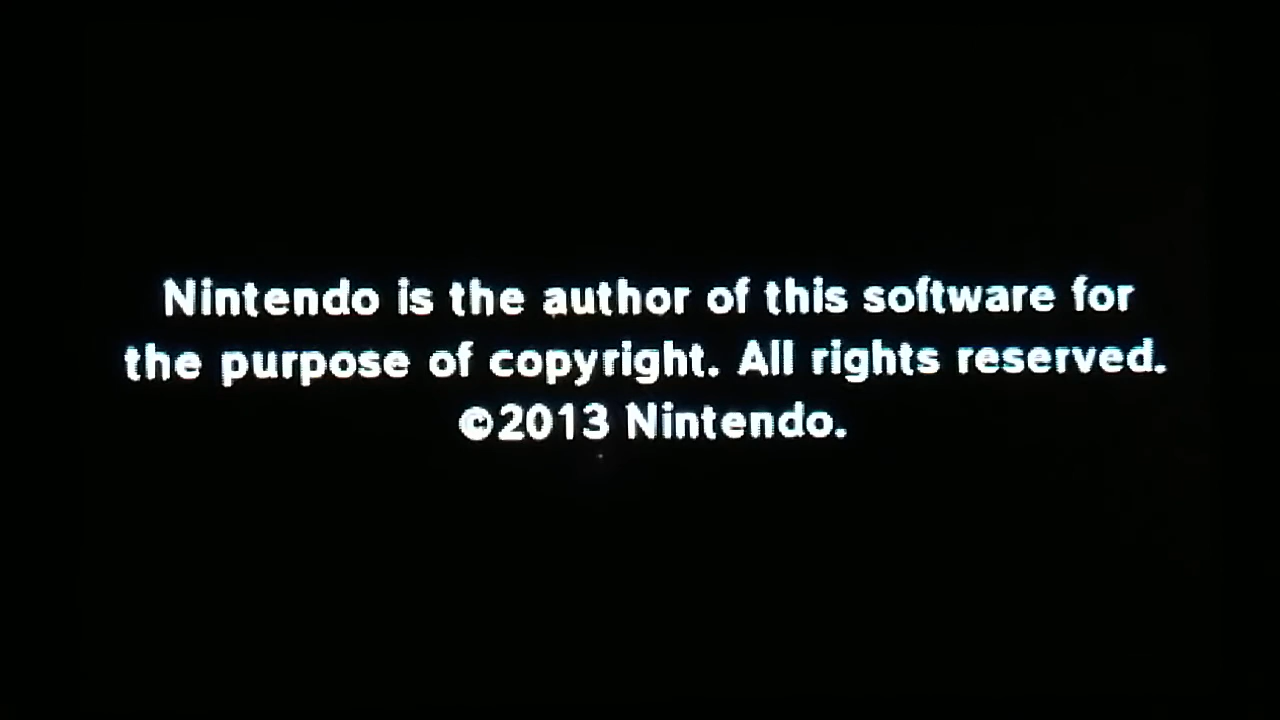 Nintendo is the author of this software for
the purpose of copyright. All rights reserved.
©2013 Nintendo.